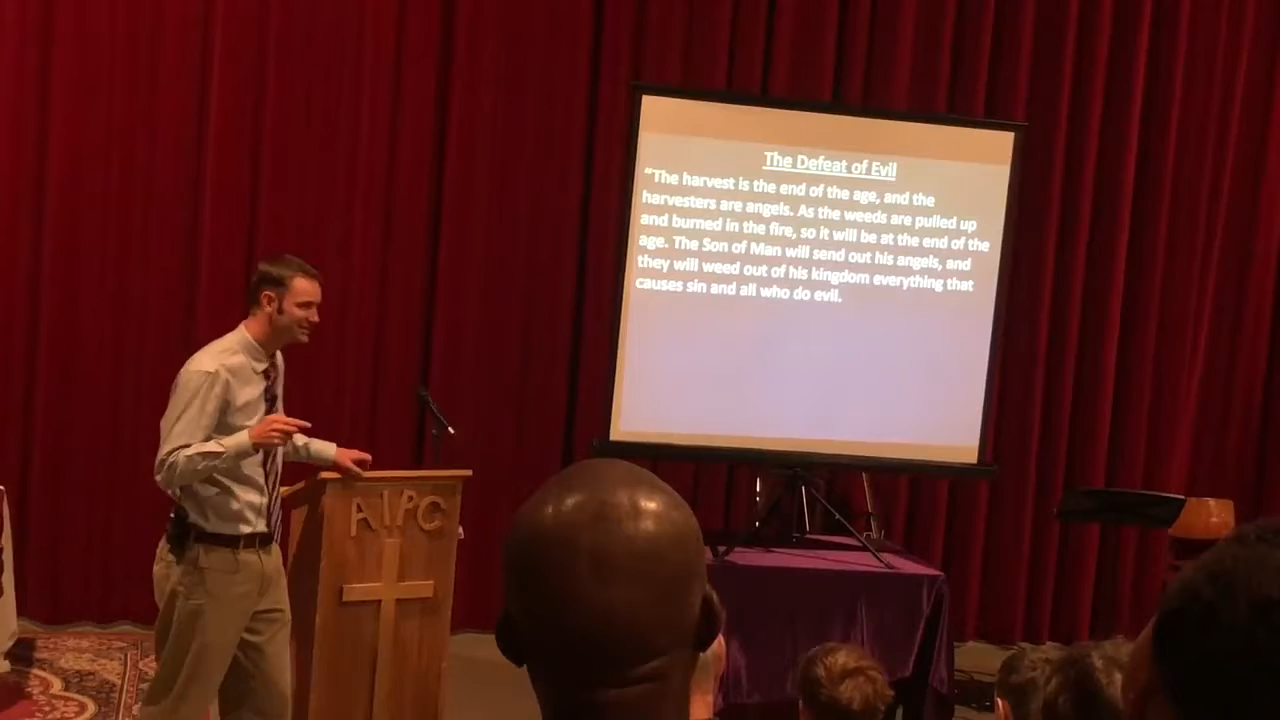 The Defeat of Evil
"The harvest is the end of the age, and the
harvesters are angels. As the weeds are pulled up
and burned in the fire, so it will be at the end of the
age. The Son of Man will send out his angels, and
they will weed out of his kingdom everything that
causes sin and all who do evil.
AIPC